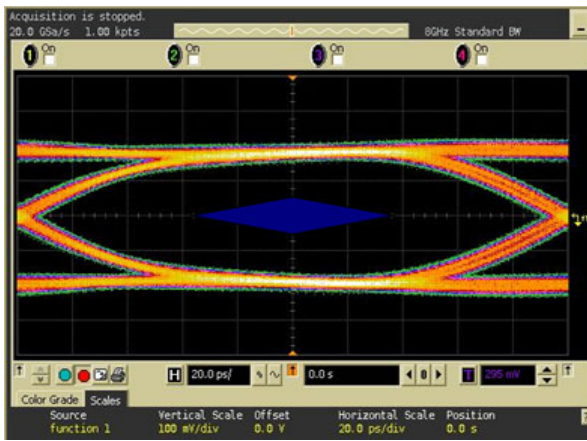 Acquisition is stopped.
20.0 GSa/s 1.00 kpts
8GHz Standard BW
1 On 2 On 3 On 4 On
H 20.0 ps/ 0.0 s 0 T 295 mV
Color Grade Scales
Source Vertical Scale Offset Horizontal Scale Position
function 1 100 mV/div 0.0 V 20.0 ps/div 0.0 s